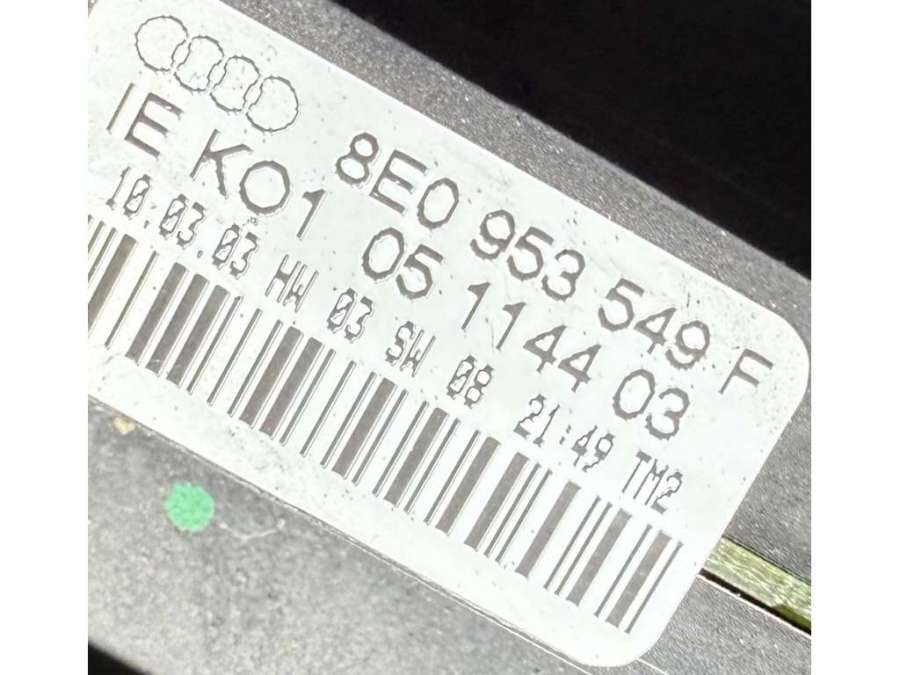 8E0 953 549 F
IE KO1 05 1144 03
10.03.03 HW 03 SW 08 21:49 TM2